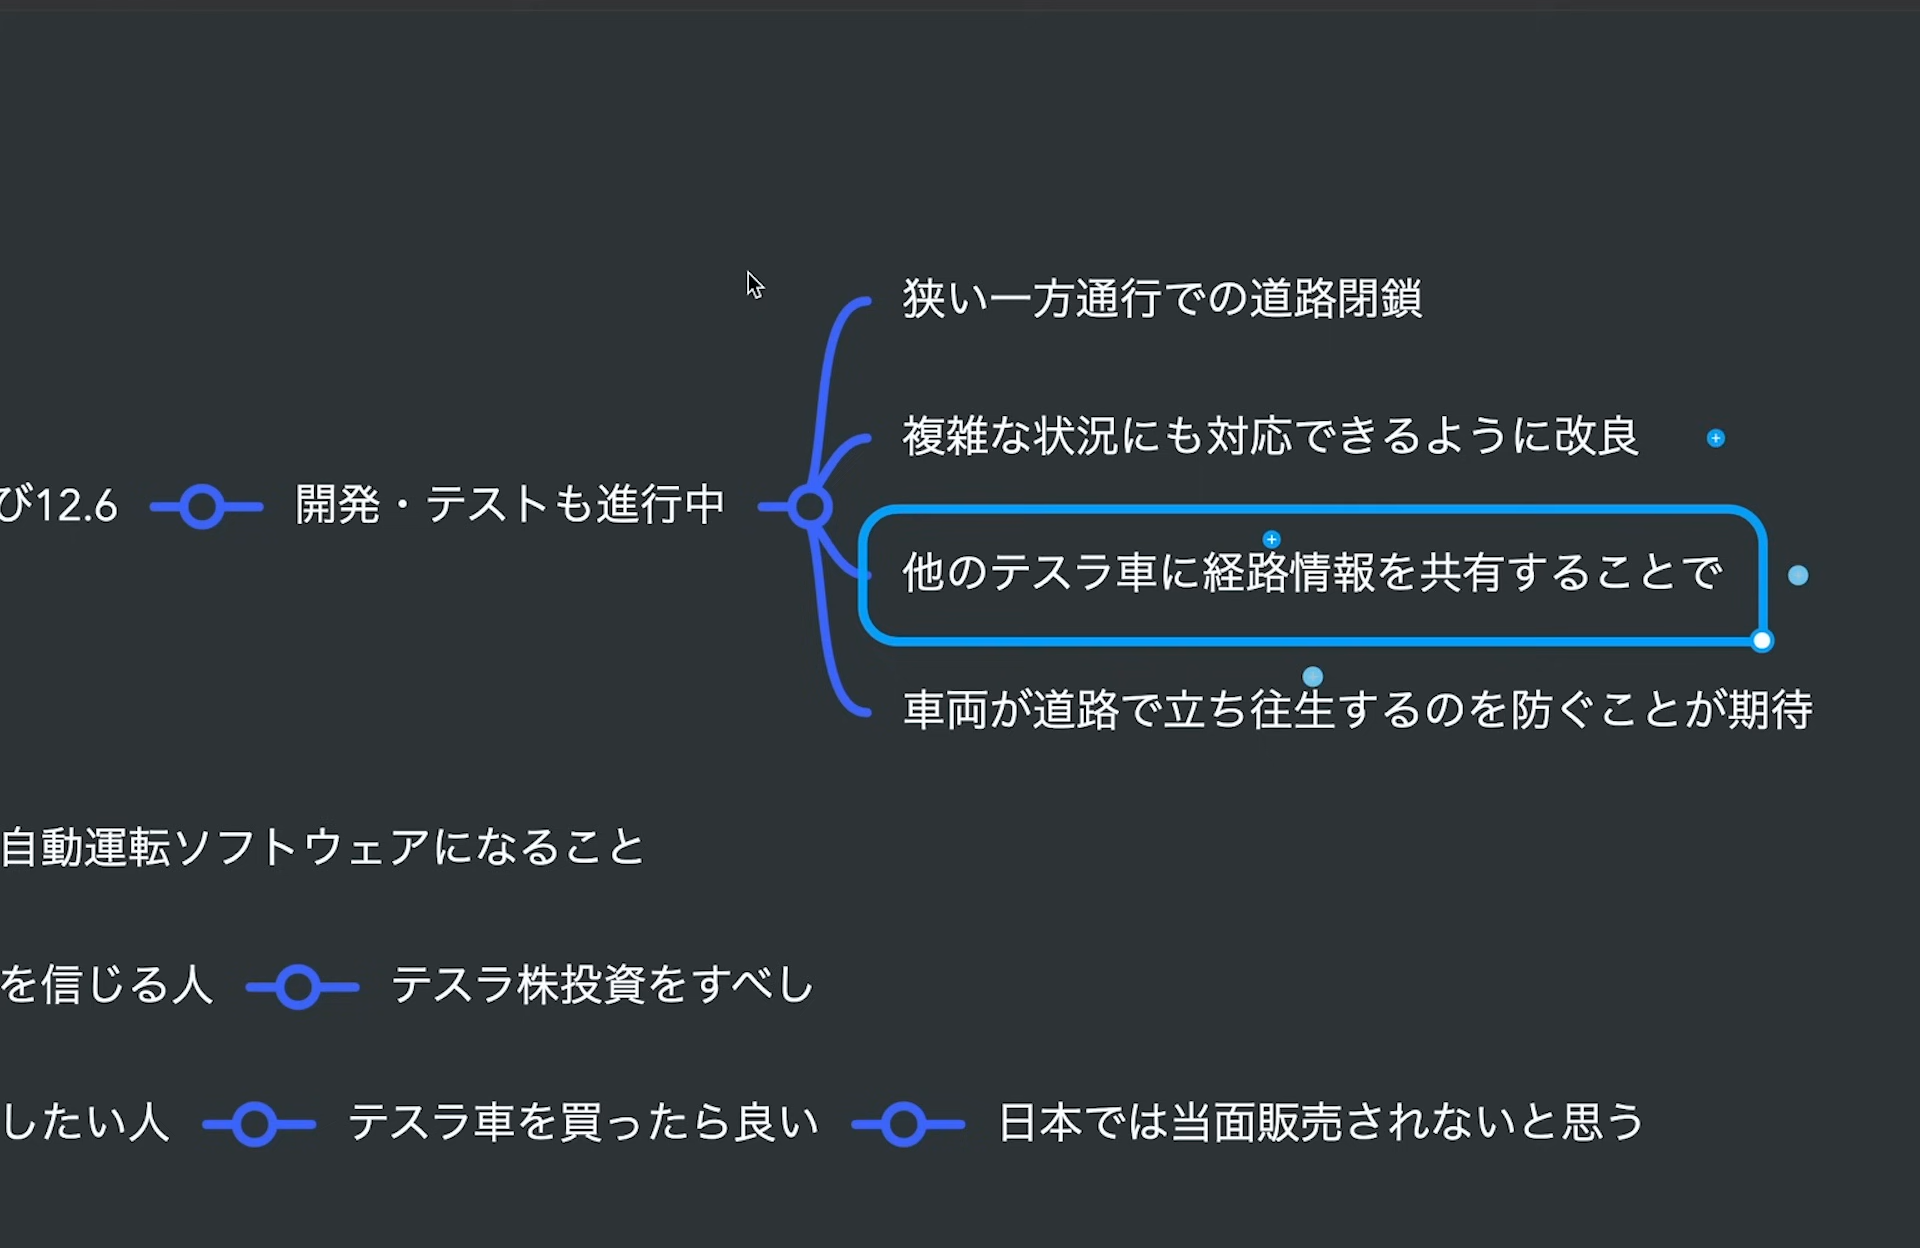 狭い一方通行での道路閉鎖
複雑な状況にも対応できるように改良
び12.6 開発・テストも進行中
他のテスラ車に経路情報を共有することで
車両が道路で立ち往生するのを防ぐことが期待
自動運転ソフトウェアになること
を信じる人 テスラ株投資をすべし
したい人 テスラ車を買ったら良い 日本では当面販売されないと思う